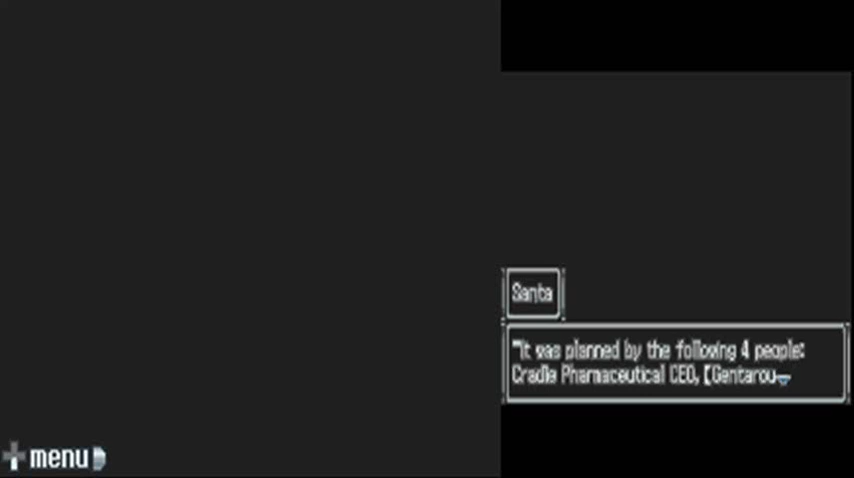 Santa
"It was planned by the following 4 people:
Cradle Pharmaceutical CEO, [Gentarou
menu